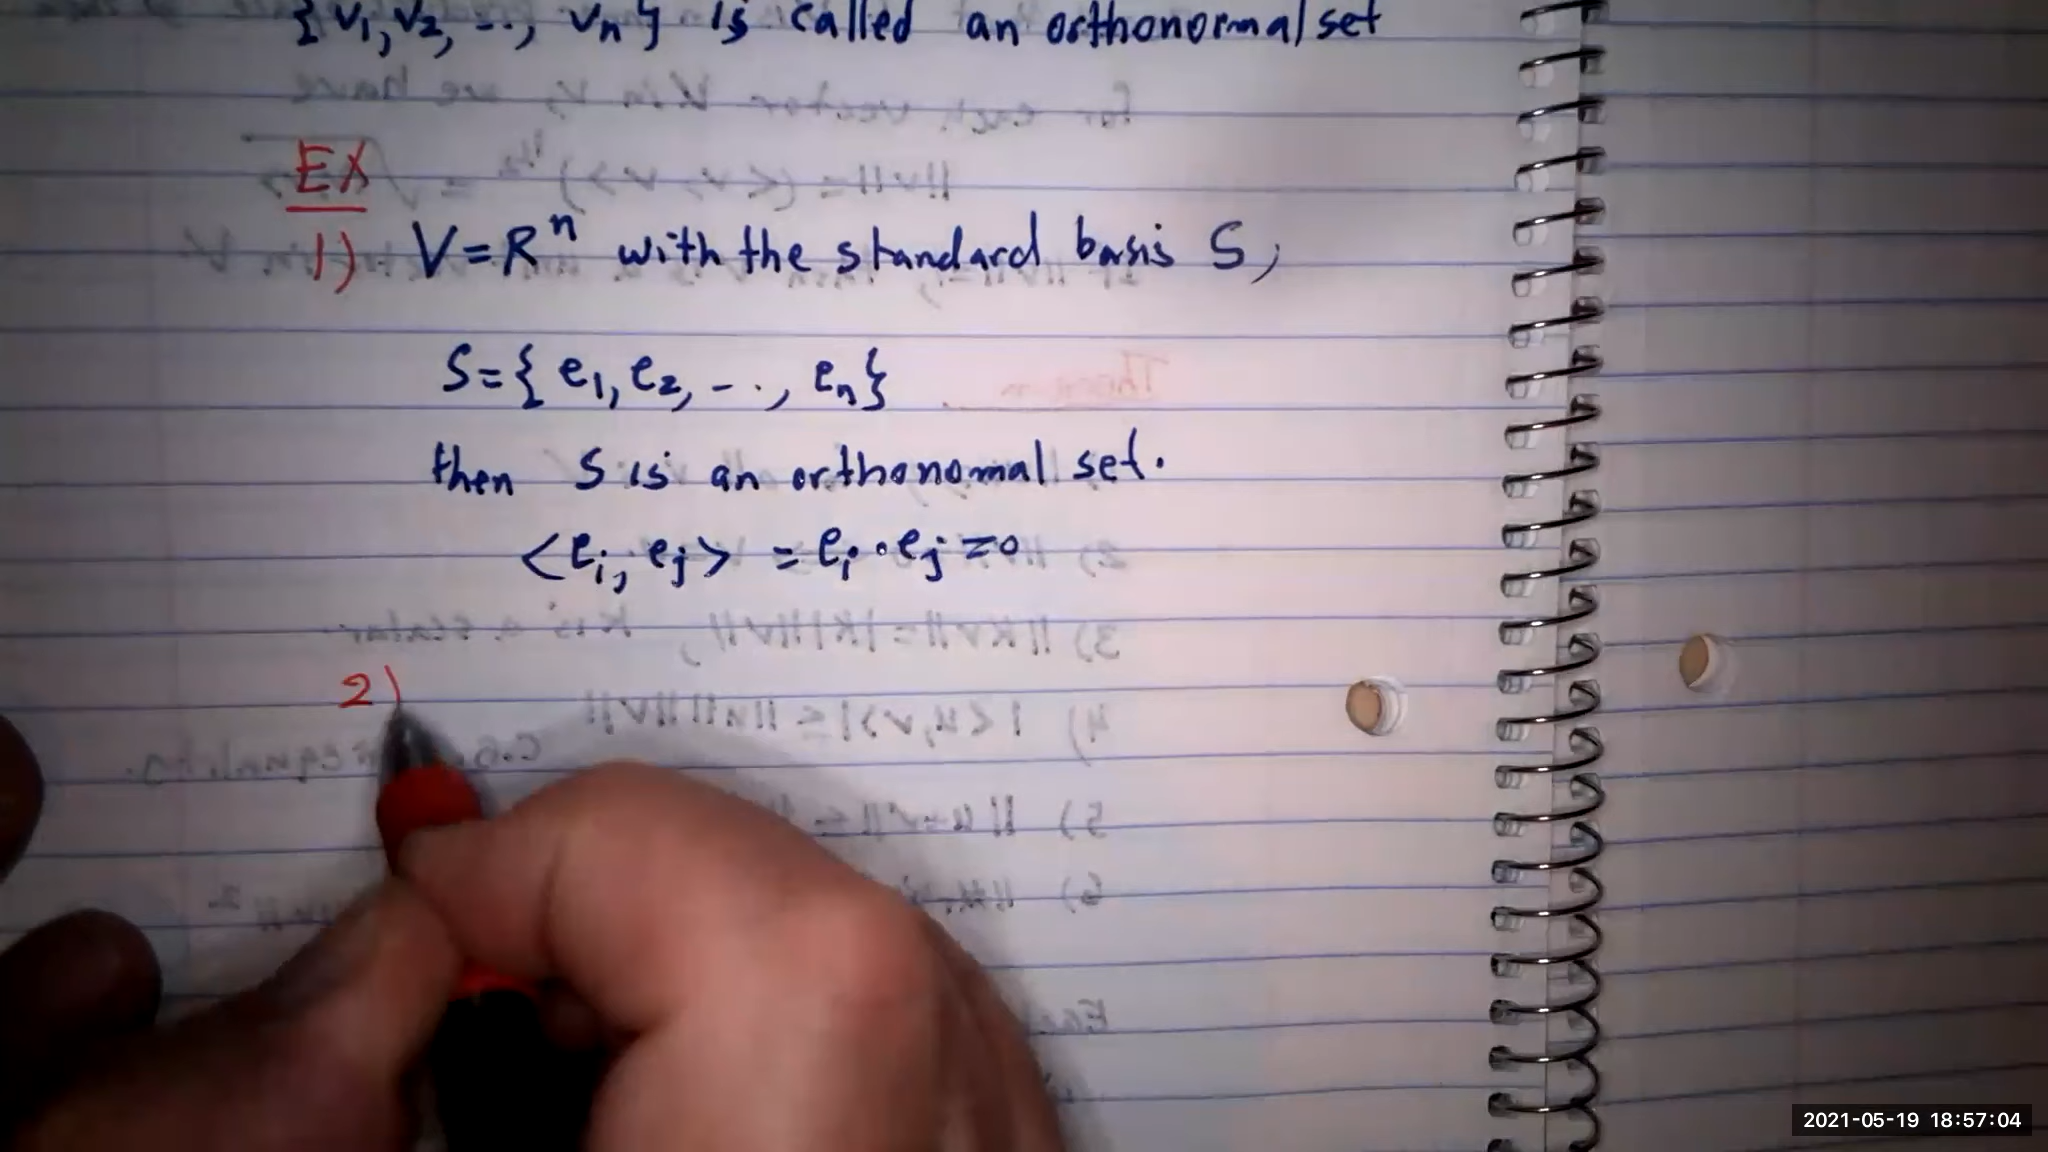 {v1, v2, ..., vn} is called an orthonormal set
EX
1) V = R^n with the standard basis S,
S = { e1, e2, -.., en}
then S is an orthonomal set.
<ei, ej> = ei • ej = 0
2)
2021-05-19 18:57:04